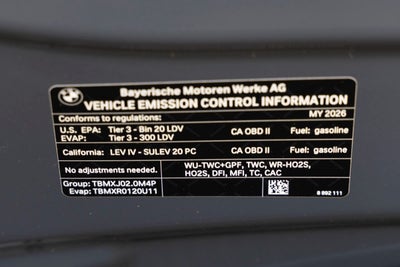 Bayerische Motoren Werke AG
VEHICLE EMISSION CONTROL INFORMATION
Conforms to regulations: MY 2026
U.S. EPA: Tier 3 - Bin 20 LDV CA OBD II Fuel: gasoline
EVAP: Tier 3 - 300 LDV
California: LEV IV - SULEV 20 PC CA OBD II Fuel: gasoline
No adjustments needed. WU-TWC+GPF, TWC, WR-HO2S,
HO2S, DFI, MFI, TC, CAC
Group: TBMXJ02.0M4P
Evap: TBMXR0120U11
8 892 111